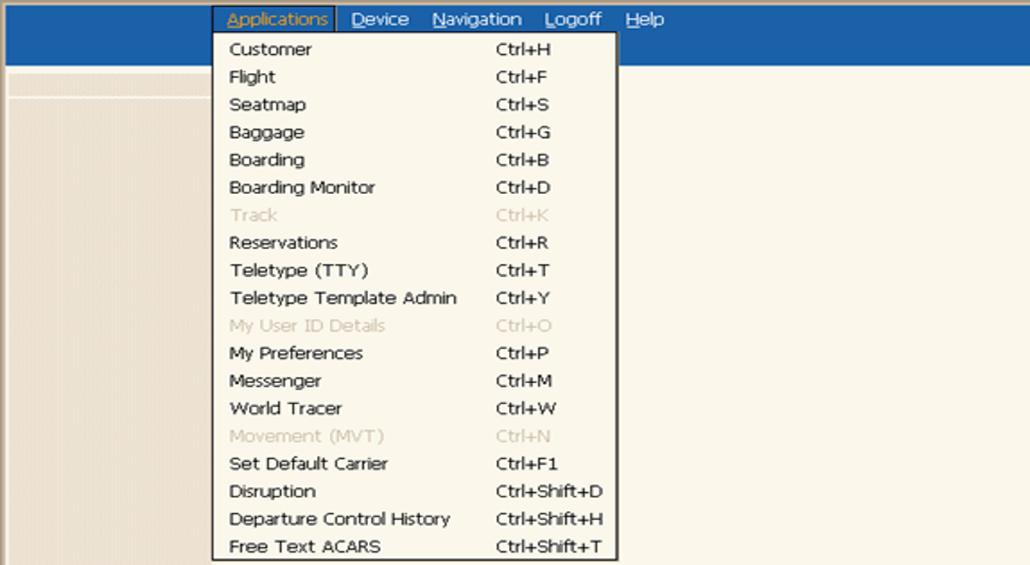 Applications Device Navigation Logoff Help
Customer Ctrl+H
Flight Ctrl+F
Seatmap Ctrl+S
Baggage Ctrl+G
Boarding Ctrl+B
Boarding Monitor Ctrl+D
Track Ctrl+K
Reservations Ctrl+R
Teletype (TTY) Ctrl+T
Teletype Template Admin Ctrl+Y
My User ID Details Ctrl+O
My Preferences Ctrl+P
Messenger Ctrl+M
World Tracer Ctrl+W
Movement (MVT) Ctrl+N
Set Default Carrier Ctrl+F1
Disruption Ctrl+Shift+D
Departure Control History Ctrl+Shift+H
Free Text ACARS Ctrl+Shift+T